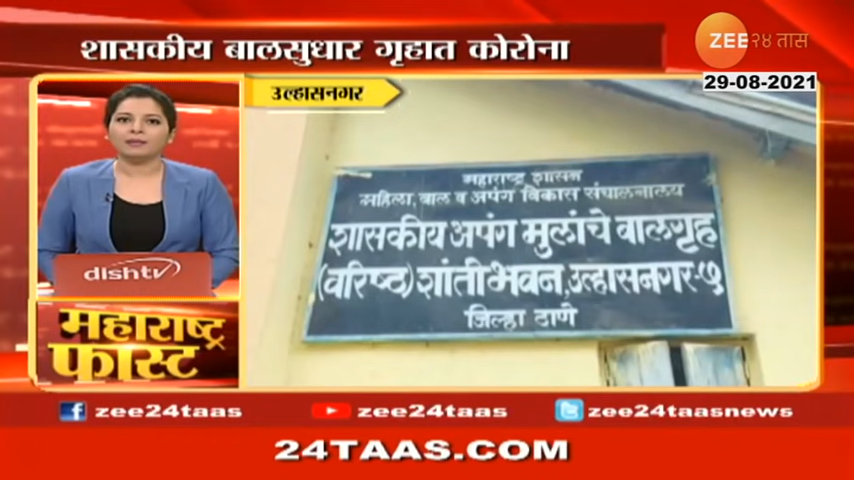 शासकीय बालसुधार गृहात कोरोना
ZEE २४ तास
29-08-2021
उल्हासनगर
महाराष्ट्र शासन
महिला, बाल व अपंग विकास संचालनालय
शासकीय अपंग मुलांचे बालगृह
(वरिष्ठ) शांतीभवन, उल्हासनगर-५
जिल्हा ठाणे
dishtv
महाराष्ट्र
फास्ट
zee24taas
zee24taas
zee24taasnews
24TAAS.COM